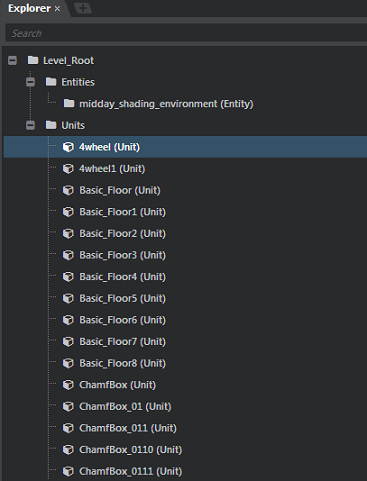 Explorer
Search
Level_Root
Entities
midday_shading_environment (Entity)
Units
4wheel (Unit)
4wheel1 (Unit)
Basic_Floor (Unit)
Basic_Floor1 (Unit)
Basic_Floor2 (Unit)
Basic_Floor3 (Unit)
Basic_Floor4 (Unit)
Basic_Floor5 (Unit)
Basic_Floor6 (Unit)
Basic_Floor7 (Unit)
Basic_Floor8 (Unit)
ChamfBox (Unit)
ChamfBox_01 (Unit)
ChamfBox_011 (Unit)
ChamfBox_0110 (Unit)
ChamfBox_0111 (Unit)